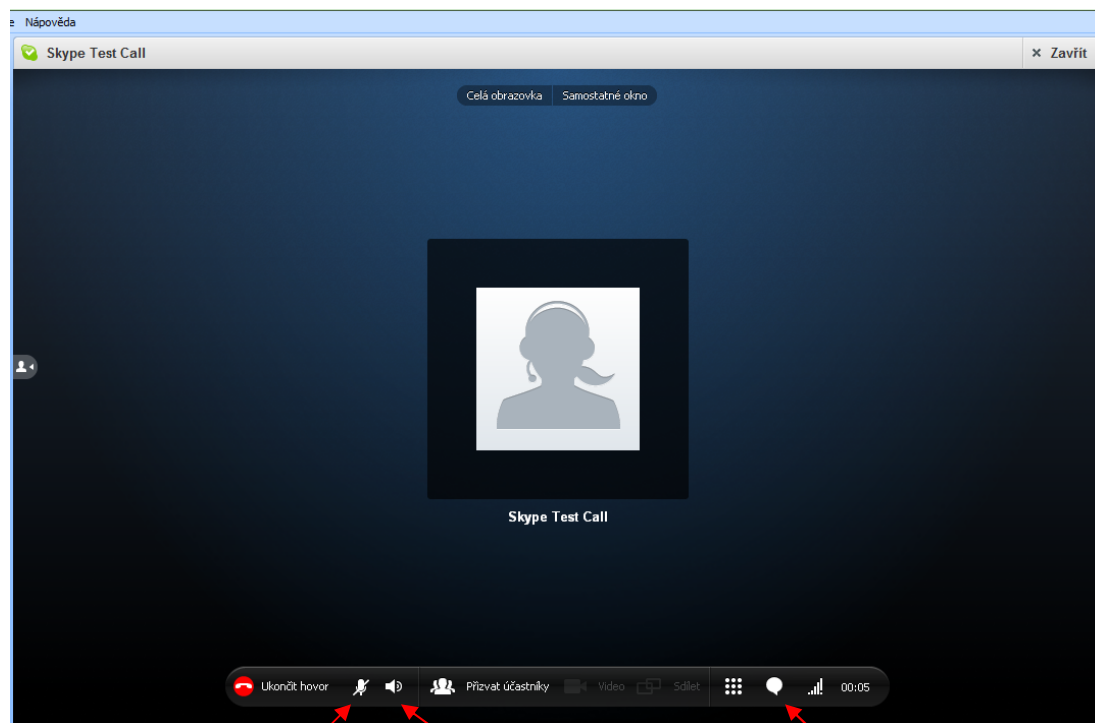 e Nápověda
Skype Test Call
× Zavřít
Celá obrazovka Samostatné okno
Skype Test Call
Ukončit hovor Přizvat účastníky Video Sdílet 00:05